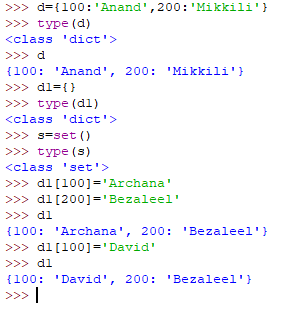 >>> d={100:'Anand',200:'Mikkili'}
>>> type(d)
<class 'dict'>
>>> d
{100: 'Anand', 200: 'Mikkili'}
>>> d1={}
>>> type(d1)
<class 'dict'>
>>> s=set()
>>> type(s)
<class 'set'>
>>> d1[100]='Archana'
>>> d1[200]='Bezaleel'
>>> d1
{100: 'Archana', 200: 'Bezaleel'}
>>> d1[100]='David'
>>> d1
{100: 'David', 200: 'Bezaleel'}
>>>